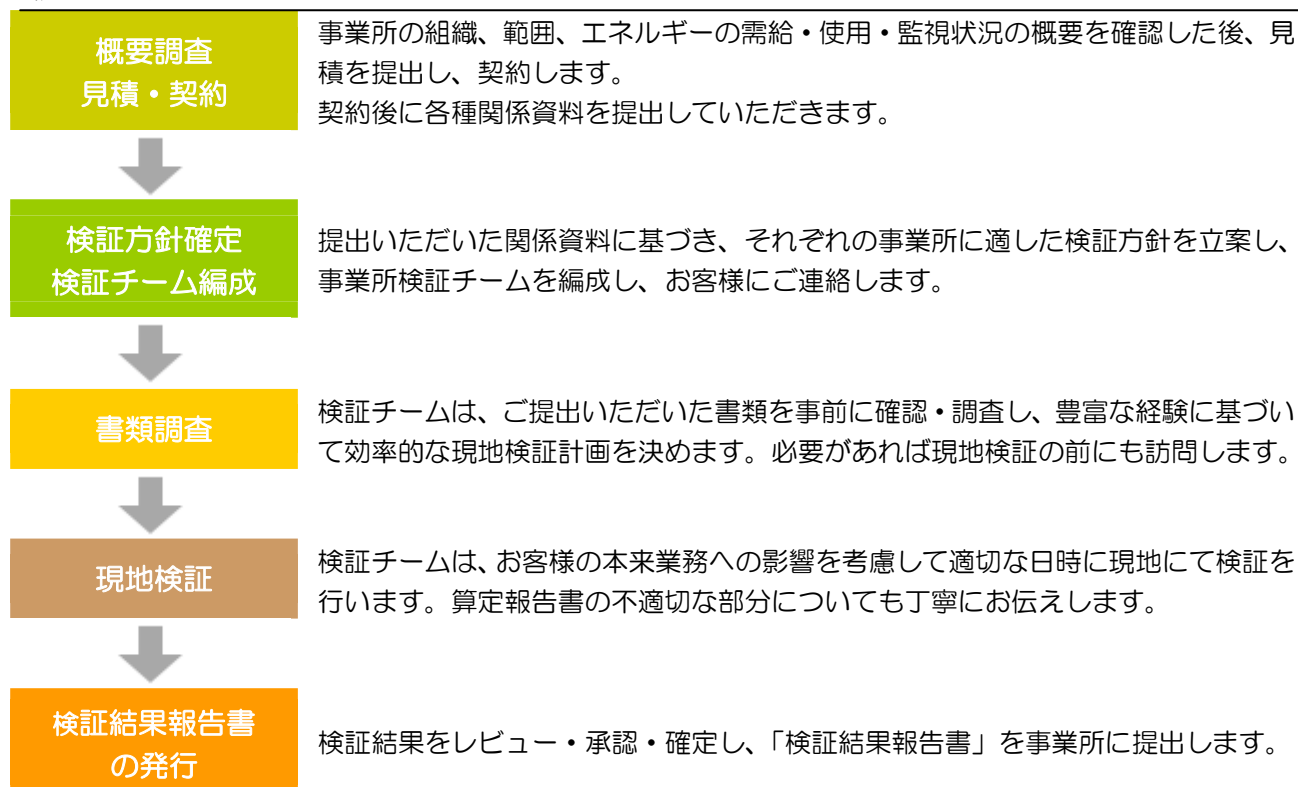 概要調査
見積・契約
事業所の組織、範囲、エネルギーの需給・使用・監視状況の概要を確認した後、見
積を提出し、契約します。
契約後に各種関係資料を提出していただきます。
検証方針確定
検証チーム編成
提出いただいた関係資料に基づき、それぞれの事業所に適した検証方針を立案し、
事業所検証チームを編成し、お客様にご連絡します。
書類調査
検証チームは、ご提出いただいた書類を事前に確認・調査し、豊富な経験に基づい
て効率的な現地検証計画を決めます。必要があれば現地検証の前にも訪問します。
現地検証
検証チームは、お客様の本来業務への影響を考慮して適切な日時に現地にて検証を
行います。算定報告書の不適切な部分についても丁寧にお伝えします。
検証結果報告書
の発行
検証結果をレビュー・承認・確定し、「検証結果報告書」を事業所に提出します。